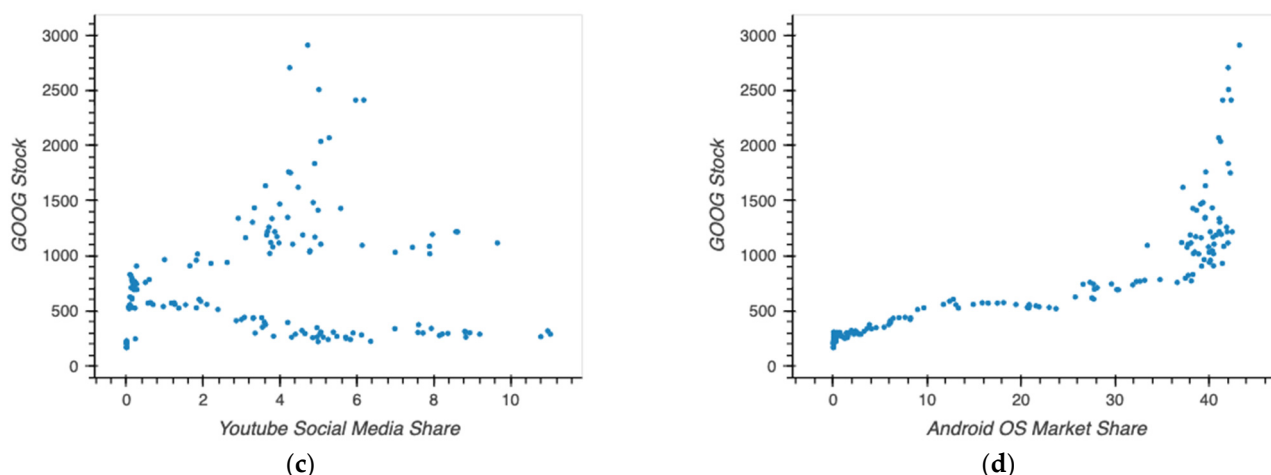 3000
2500
2000
1500
1000
500
0
GOOG Stock
0 2 4 6 8 10
Youtube Social Media Share
(c)
3000
2500
2000
1500
1000
500
0
GOOG Stock
0 10 20 30 40
Android OS Market Share
(d)